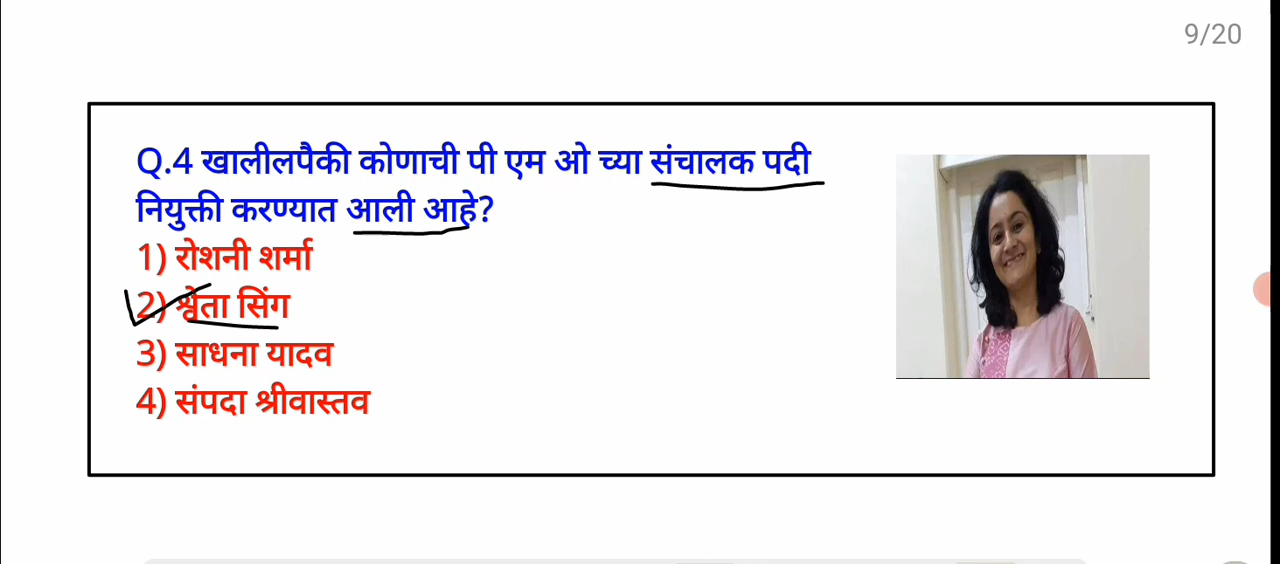 9/20
Q.4 खालीलपैकी कोणाची पी एम ओ च्या संचालक पदी
नियुक्ती करण्यात आली आहे?
1) रोशनी शर्मा
2) श्वेता सिंग
3) साधना यादव
4) संपदा श्रीवास्तव